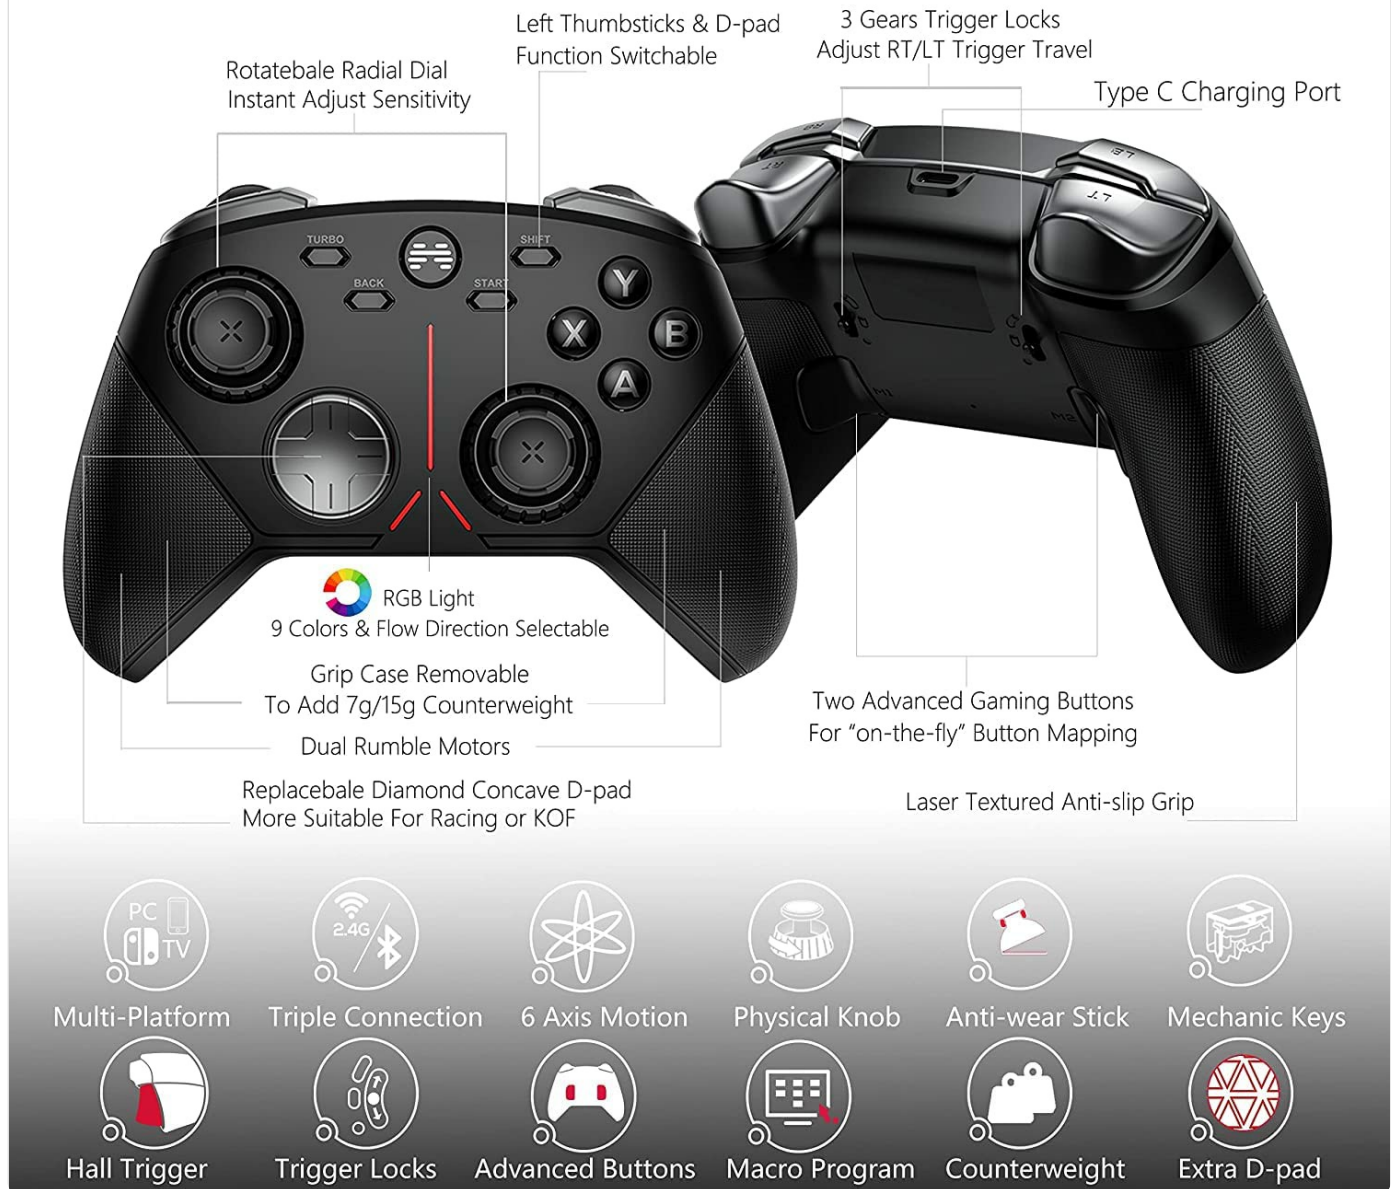 Left Thumbsticks & D-pad
Function Switchable
3 Gears Trigger Locks
Adjust RT/LT Trigger Travel
Rotatebale Radial Dial
Instant Adjust Sensitivity
Type C Charging Port
RT
LT
TURBO
SHIFT
BACK
START
Y
X
B
A
M1
M2
RGB Light
9 Colors & Flow Direction Selectable
Grip Case Removable
To Add 7g/15g Counterweight
Dual Rumble Motors
Replacebale Diamond Concave D-pad
More Suitable For Racing or KOF
Two Advanced Gaming Buttons
For “on-the-fly” Button Mapping
Laser Textured Anti-slip Grip
PC
TV
2.4G
Multi-Platform
Triple Connection
6 Axis Motion
Physical Knob
Anti-wear Stick
Mechanic Keys
Hall Trigger
Trigger Locks
Advanced Buttons
Macro Program
Counterweight
Extra D-pad